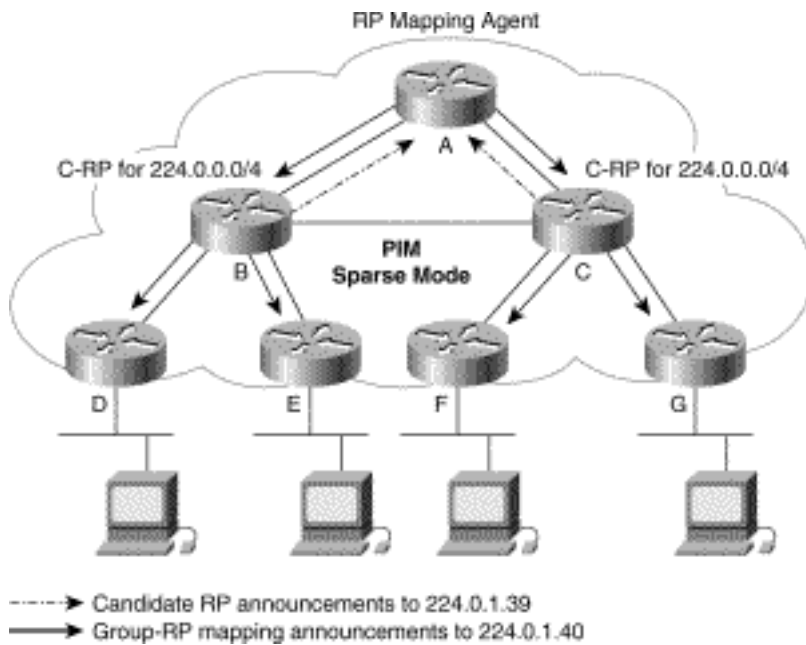 RP Mapping Agent
A
C-RP for 224.0.0.0/4
C-RP for 224.0.0.0/4
PIM
Sparse Mode
B
C
D
E
F
G
Candidate RP announcements to 224.0.1.39
Group-RP mapping announcements to 224.0.1.40